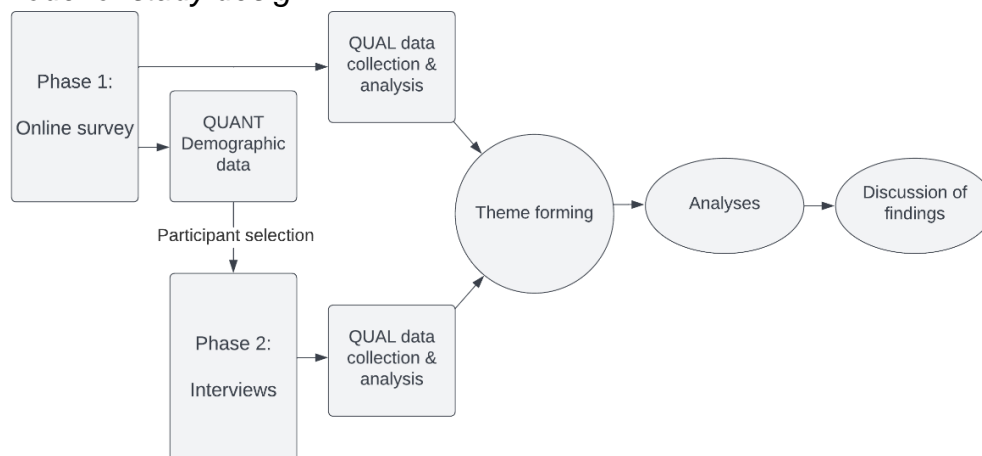 Phase 1:
Online survey
QUANT
Demographic
data
QUAL data
collection &
analysis
Participant selection
Phase 2:
Interviews
QUAL data
collection &
analysis
Theme forming
Analyses
Discussion of
findings